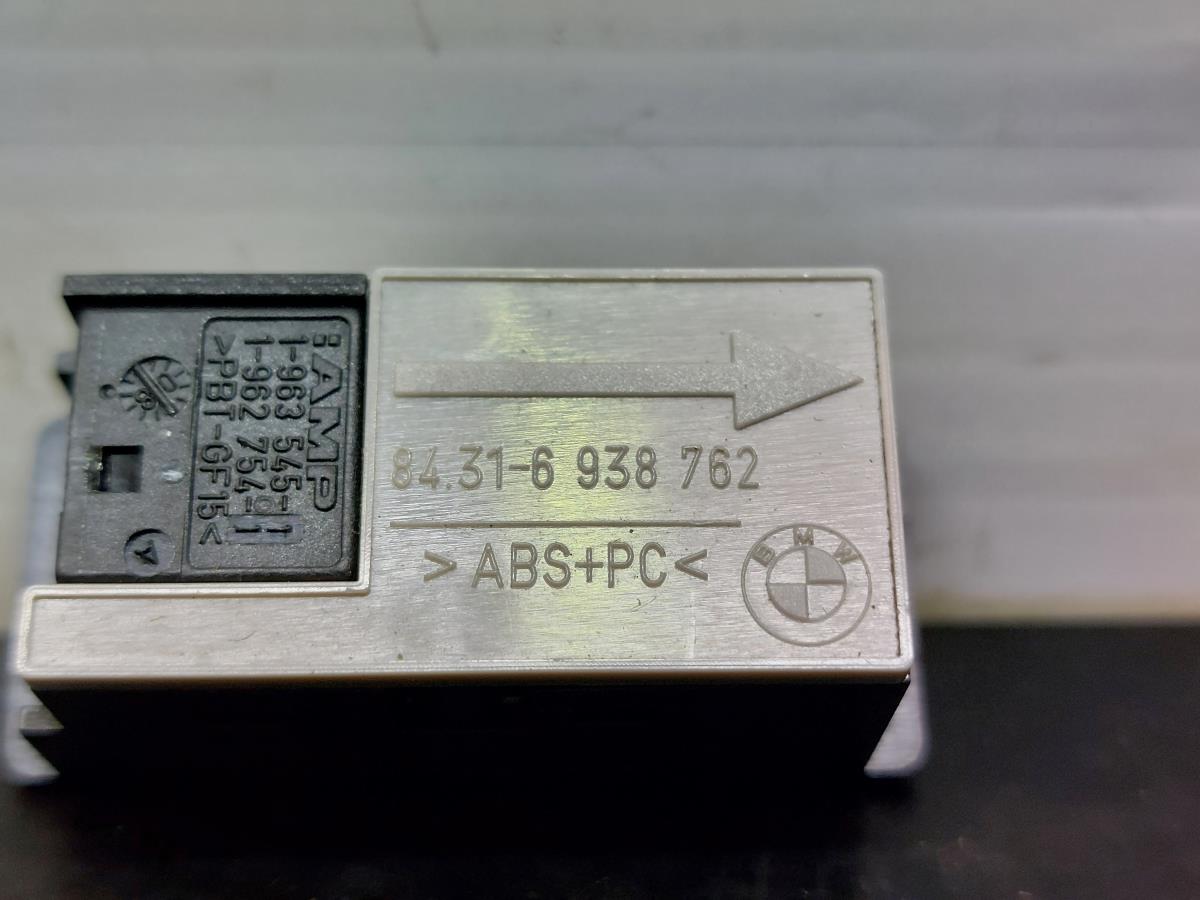 AMP
1-963 545-1
1-962 754-1
>PBT-GF15<
84.31-6 938 762
>ABS+PC<
BMW